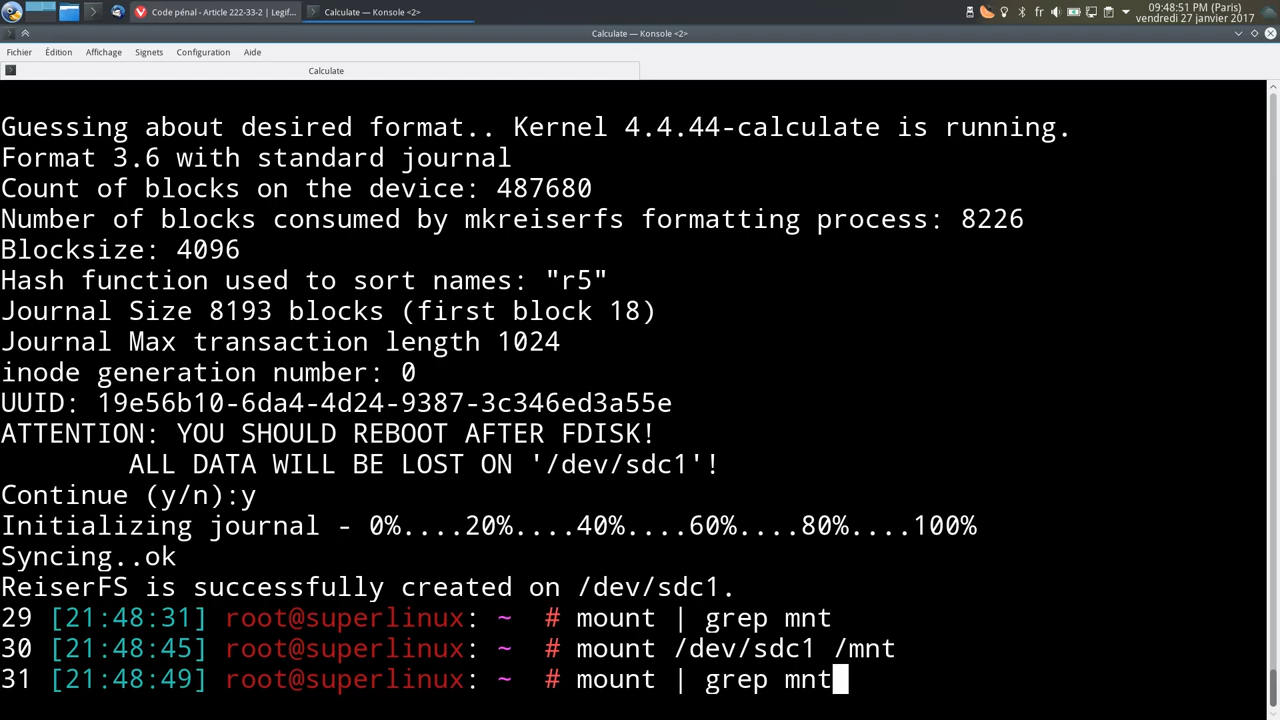 Code pénal - Article 222-33-2 | Legif...
Calculate — Konsole <2>
fr
09:48:51 PM (Paris)
vendredi 27 janvier 2017
Calculate — Konsole <2>
Fichier Édition Affichage Signets Configuration Aide
Calculate
Guessing about desired format.. Kernel 4.4.44-calculate is running.
Format 3.6 with standard journal
Count of blocks on the device: 487680
Number of blocks consumed by mkreiserfs formatting process: 8226
Blocksize: 4096
Hash function used to sort names: "r5"
Journal Size 8193 blocks (first block 18)
Journal Max transaction length 1024
inode generation number: 0
UUID: 19e56b10-6da4-4d24-9387-3c346ed3a55e
ATTENTION: YOU SHOULD REBOOT AFTER FDISK!
ALL DATA WILL BE LOST ON '/dev/sdc1'!
Continue (y/n):y
Initializing journal - 0%....20%....40%....60%....80%....100%
Syncing..ok
ReiserFS is successfully created on /dev/sdc1.
29 [21:48:31] root@superlinux: ~ # mount | grep mnt
30 [21:48:45] root@superlinux: ~ # mount /dev/sdc1 /mnt
31 [21:48:49] root@superlinux: ~ # mount | grep mnt